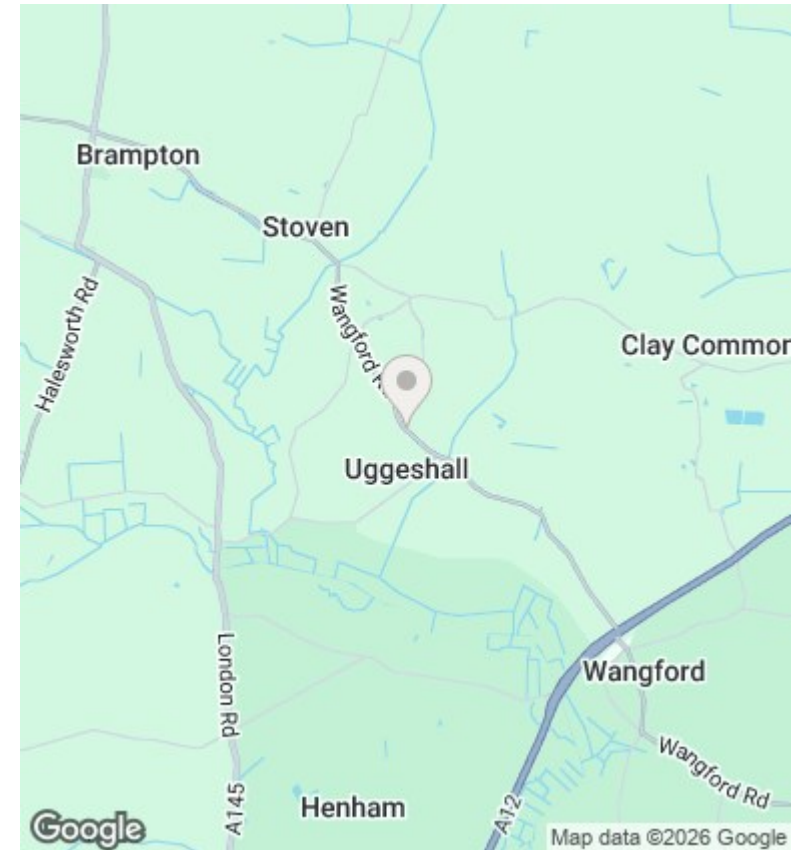 Brampton
Stoven
Halesworth Rd
Wangford Rd
Clay Common
Uggeshall
London Rd
Wangford
Wangford Rd
A145
Henham
A12
Google
Map data ©2026 Google